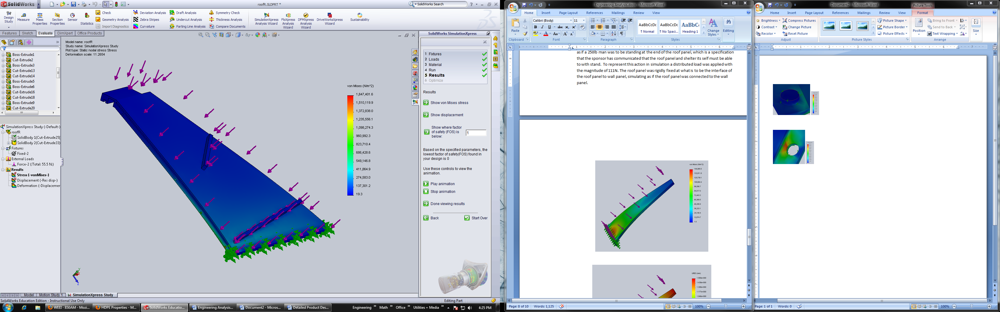 SolidWorks
roofR.SLDPRT *
SolidWorks Search
Design Study
Measure
Mass Properties
Section Properties
Sensor
Statistics
Check
Geometry Analysis
Import Diagnostics
Deviation Analysis
Zebra Stripes
Curvature
Draft Analysis
Undercut Analysis
Parting Line Analysis
Symmetry Check
Thickness Analysis
Compare Documents
SimulationXpress Analysis Wizard
FloXpress Analysis Wizard
DFMXpress Analysis Wizard
DriveWorksXpress Wizard
Sustainability
Features
Sketch
Evaluate
DimXpert
Office Products
Boss-Extrude1
Cut-Extrude2
Boss-Extrude3
Cut-Extrude13
Cut-Extrude14
Boss-Extrude5
Boss-Extrude6
Cut-Extrude16
Cut-Extrude18
Boss-Extrude9
Cut-Extrude20
SimulationXpress Study (-Default-)
roofR
SolidBody 1(Cut-Extrude25[
SolidBody 2(Cut-Extrude33)
Fixtures
Fixed-2
External Loads
Force-2 (:Total: 55.5 N:)
Results
Stress (-vonMises-)
Displacement (-Res disp-)
Deformation (-Displacemer
Model name: roofR
Study name: SimulationXpress Study
Plot type: Static nodal stress Stress
Deformation scale: 11.2654
von Mises (N/m^2)
1,647,401.6
1,510,119.9
1,372,838.0
1,235,556.1
1,098,274.3
960,992.3
823,710.4
686,428.6
549,146.8
411,864.9
274,583.0
137,301.2
19.3
Y
X
Z
SolidWorks SimulationXpress
1 Fixtures
2 Loads
3 Material
4 Run
5 Results
6 Optimize
Results
Show von Mises stress
Show displacement
Show where factor
of safety (FOS) is
below:
1
Based on the specified parameters, the
lowest factor of safety(FOS) found in
your design is 0
Use these controls to view the
animation.
Play animation
Stop animation
Done viewing results
Back
Start Over
Model
Motion Study 1
SimulationXpress Study
SolidWorks Education Edition - Instructional Use Only
Editing Part
WEEI - 850AM - Mozi...
HDPE Properties - M...
SolidWorks Educatio...
Engineering Analysis...
Document2 - Micros...
Detailed Product Des...
Engineering
Math
Office
Utilities + Media
4:25 PM
Engineering Analysis.docx - Microsoft Word
Home
Insert
Page Layout
References
Mailings
Review
View
Paste
Calibri (Body)
11
AaBbCcDc
¶ Normal
AaBbCcDc
¶ No Spaci...
AaBbCc
Heading 1
Change Styles
Editing
Clipboard
Font
Paragraph
Styles
as if a 250lb man was to be standing at the end of the roof panel, which is a specification
that the sponsor has communicated that the roof panel and shelter its self must be able
to with stand. To represent this action in simulation a distributed load was applied with
the magnitude of 111N. The roof panel was rigidly fixed at what is to be the interface of
the roof panel to wall panel, simulating as if the roof panel was connected to the wall
panel.
von Mises (N/m^2)
URES (mm)
Page: 8 of 10
Words: 1,125
100%
Document2 - Microsoft Word
Picture Tools
Home
Insert
Page Layout
References
Mailings
Review
View
Format
Brightness
Contrast
Recolor
Compress Pictures
Change Picture
Reset Picture
Picture Shape
Picture Border
Picture Effects
Position
Bring to Front
Send to Back
Text Wrapping
Size
Adjust
Picture Styles
Arrange
Page: 1 of 1
Words: 0
100%